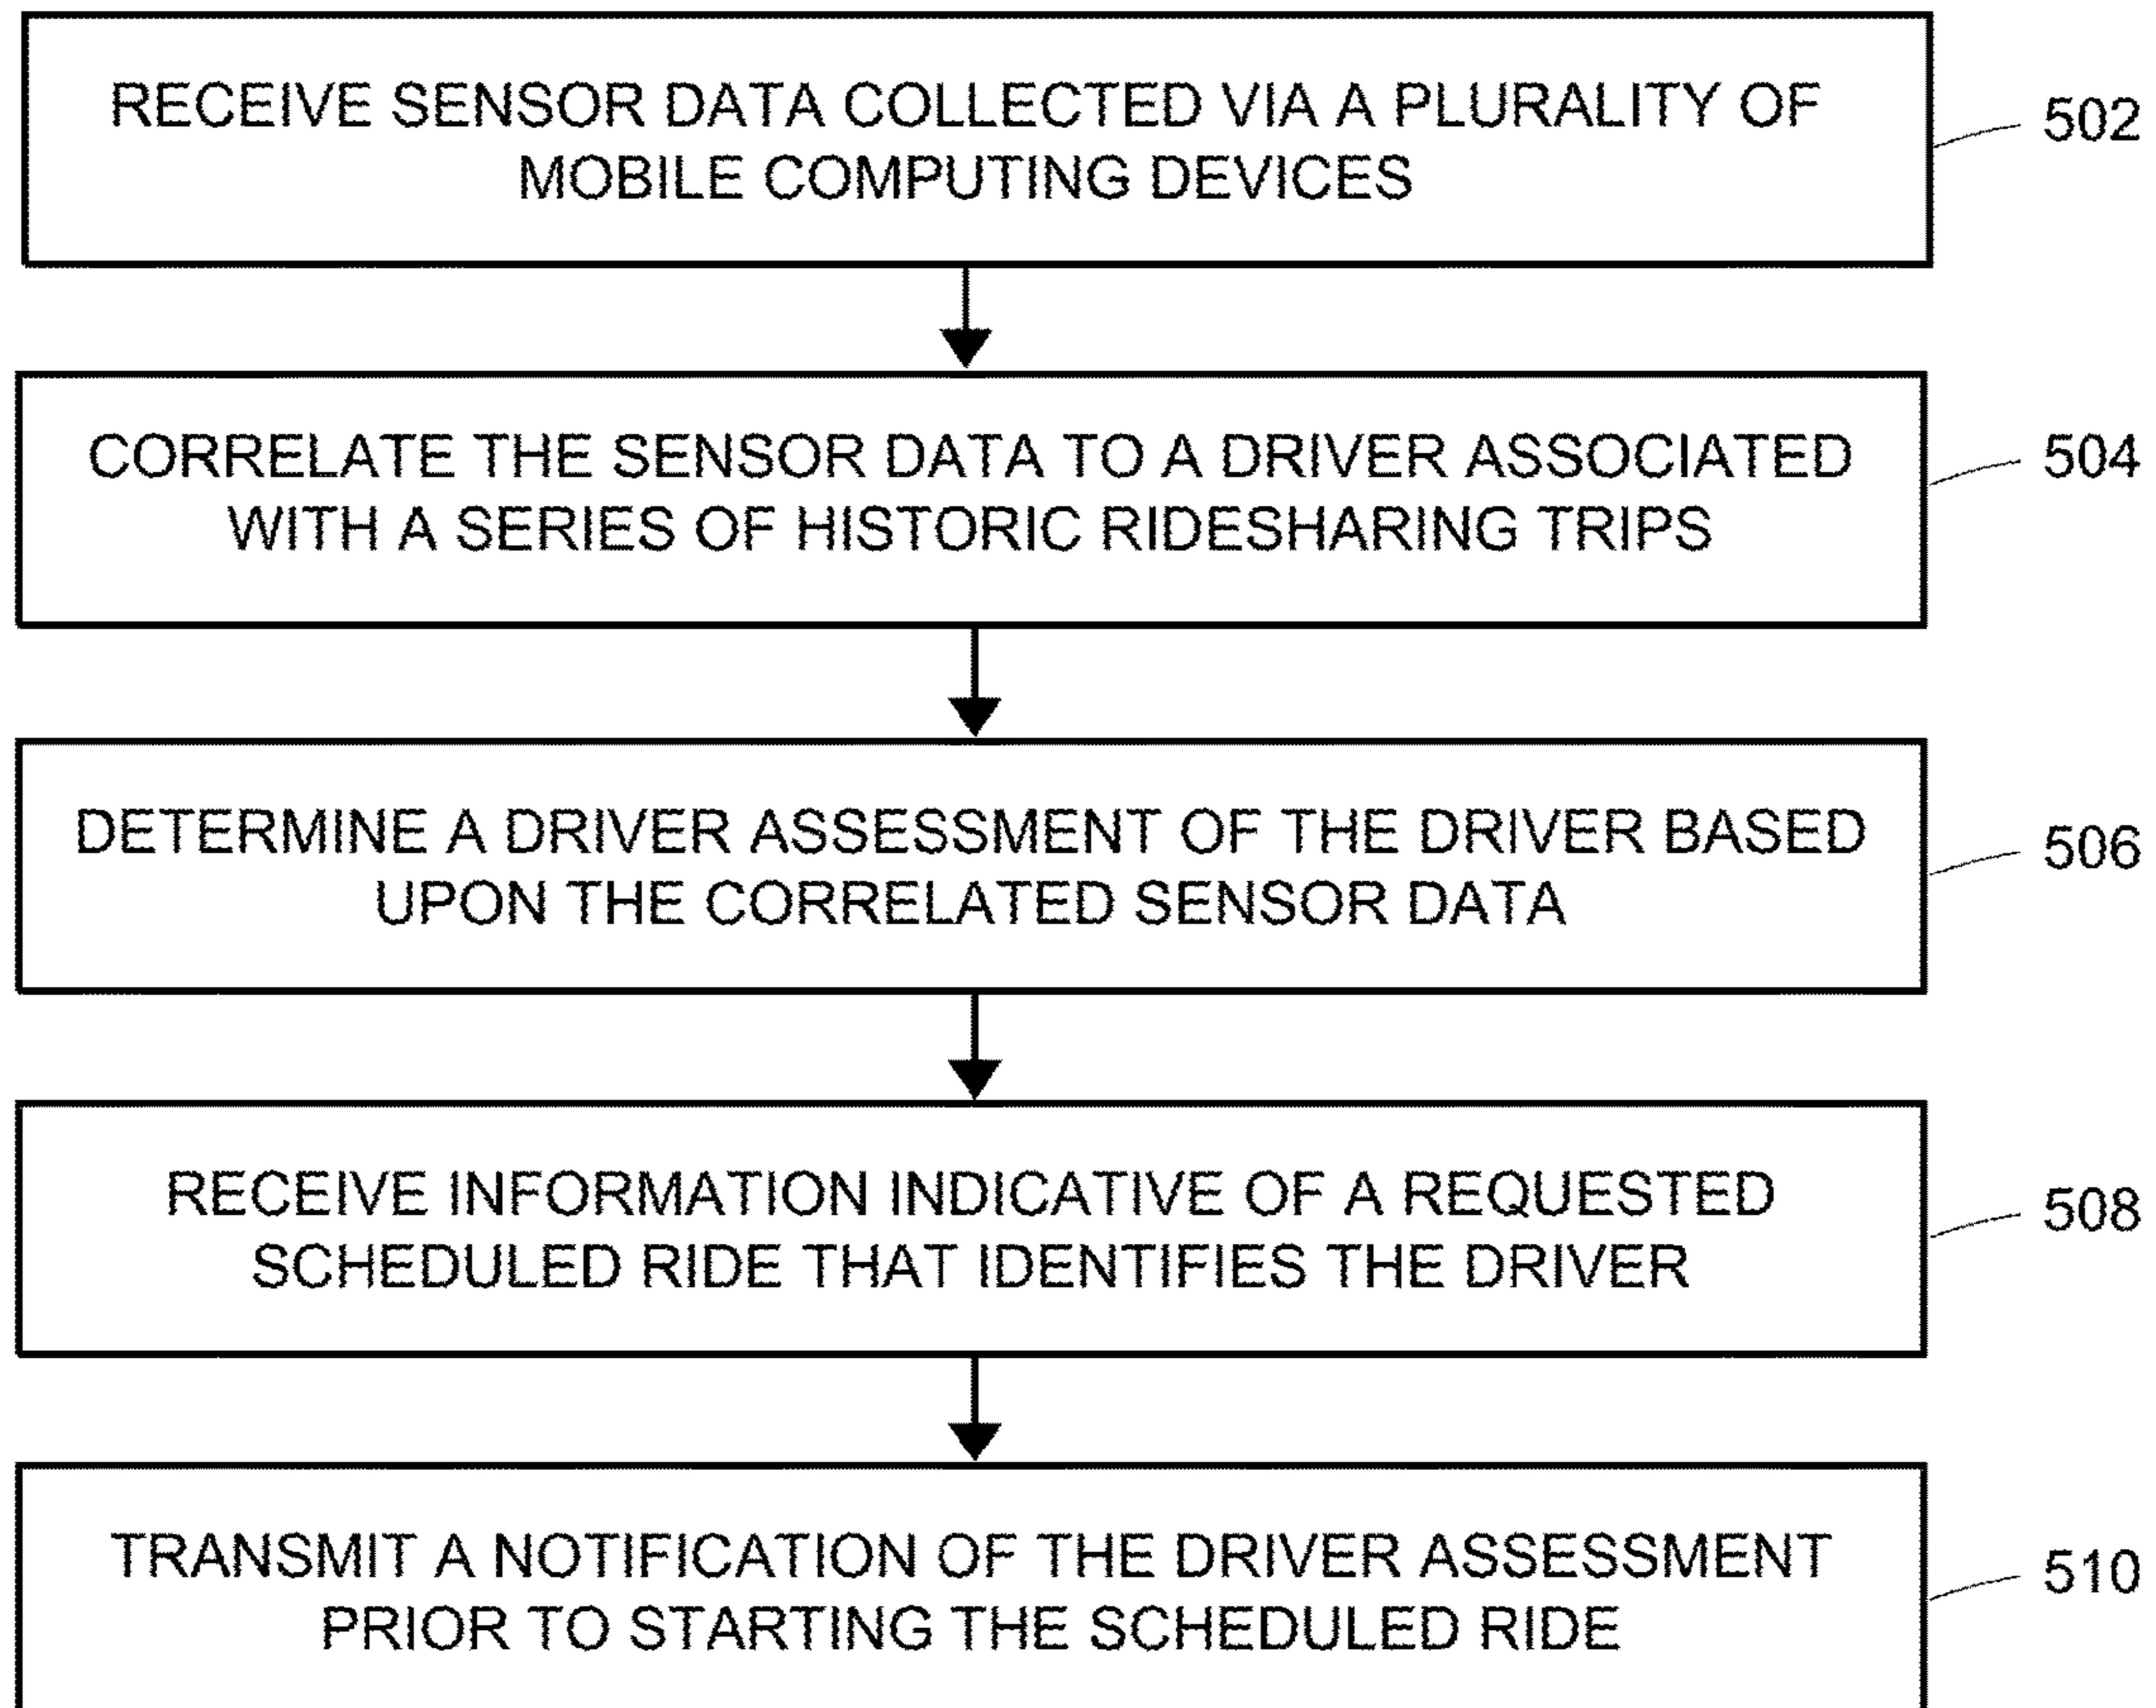 RECEIVE SENSOR DATA COLLECTED VIA A PLURALITY OF
MOBILE COMPUTING DEVICES
502
CORRELATE THE SENSOR DATA TO A DRIVER ASSOCIATED
WITH A SERIES OF HISTORIC RIDESHARING TRIPS
504
DETERMINE A DRIVER ASSESSMENT OF THE DRIVER BASED
UPON THE CORRELATED SENSOR DATA
506
RECEIVE INFORMATION INDICATIVE OF A REQUESTED
SCHEDULED RIDE THAT IDENTIFIES THE DRIVER
508
TRANSMIT A NOTIFICATION OF THE DRIVER ASSESSMENT
PRIOR TO STARTING THE SCHEDULED RIDE
510